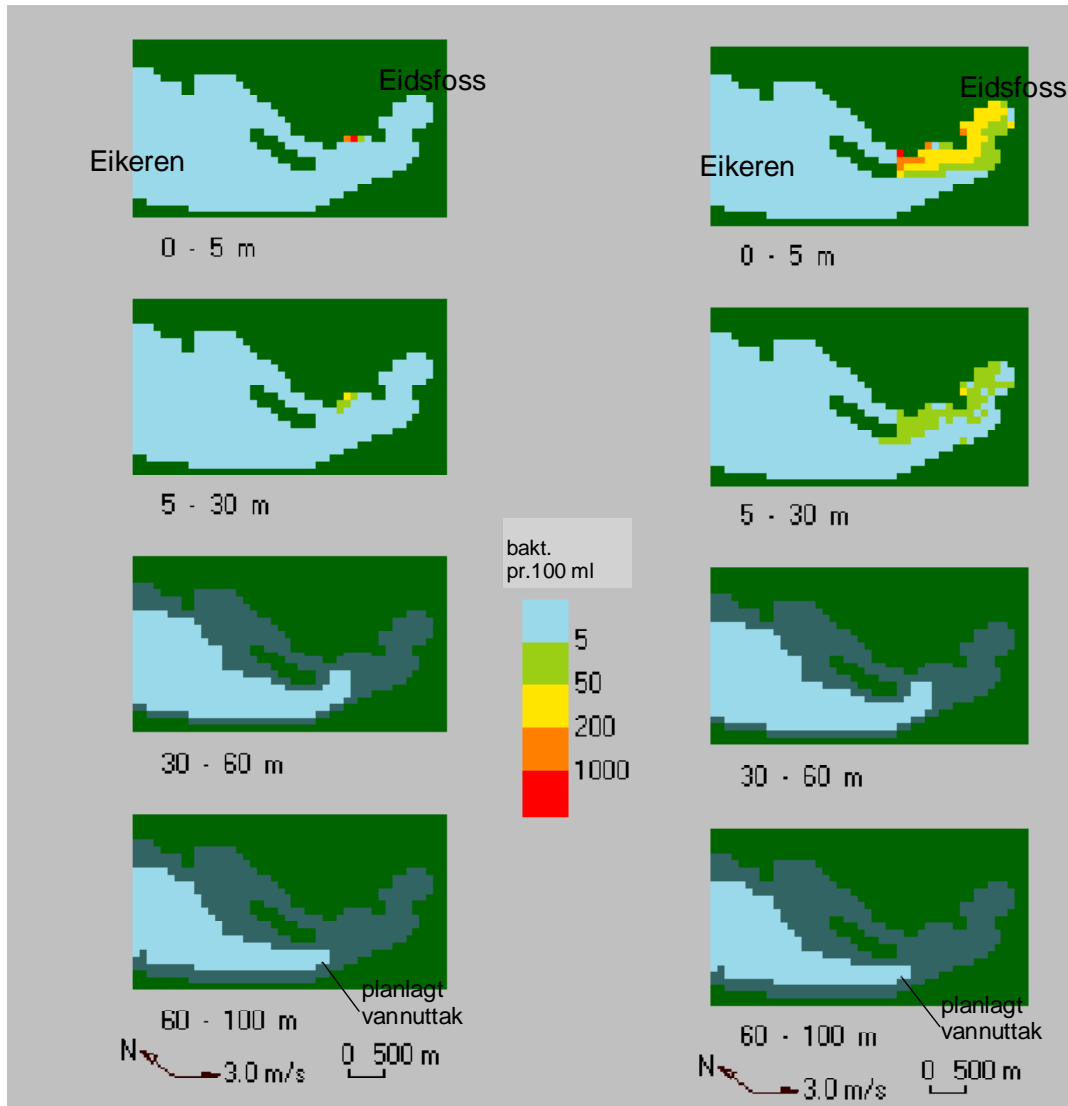 Eidsfoss
Eikeren
0 - 5 m
5 - 30 m
30 - 60 m
60 - 100 m
planlagt
vannuttak
N
3.0 m/s
0 500 m
bakt.
pr.100 ml
5
50
200
1000
Eidsfoss
Eikeren
0 - 5 m
5 - 30 m
30 - 60 m
60 - 100 m
planlagt
vannuttak
N
3.0 m/s
0 500 m